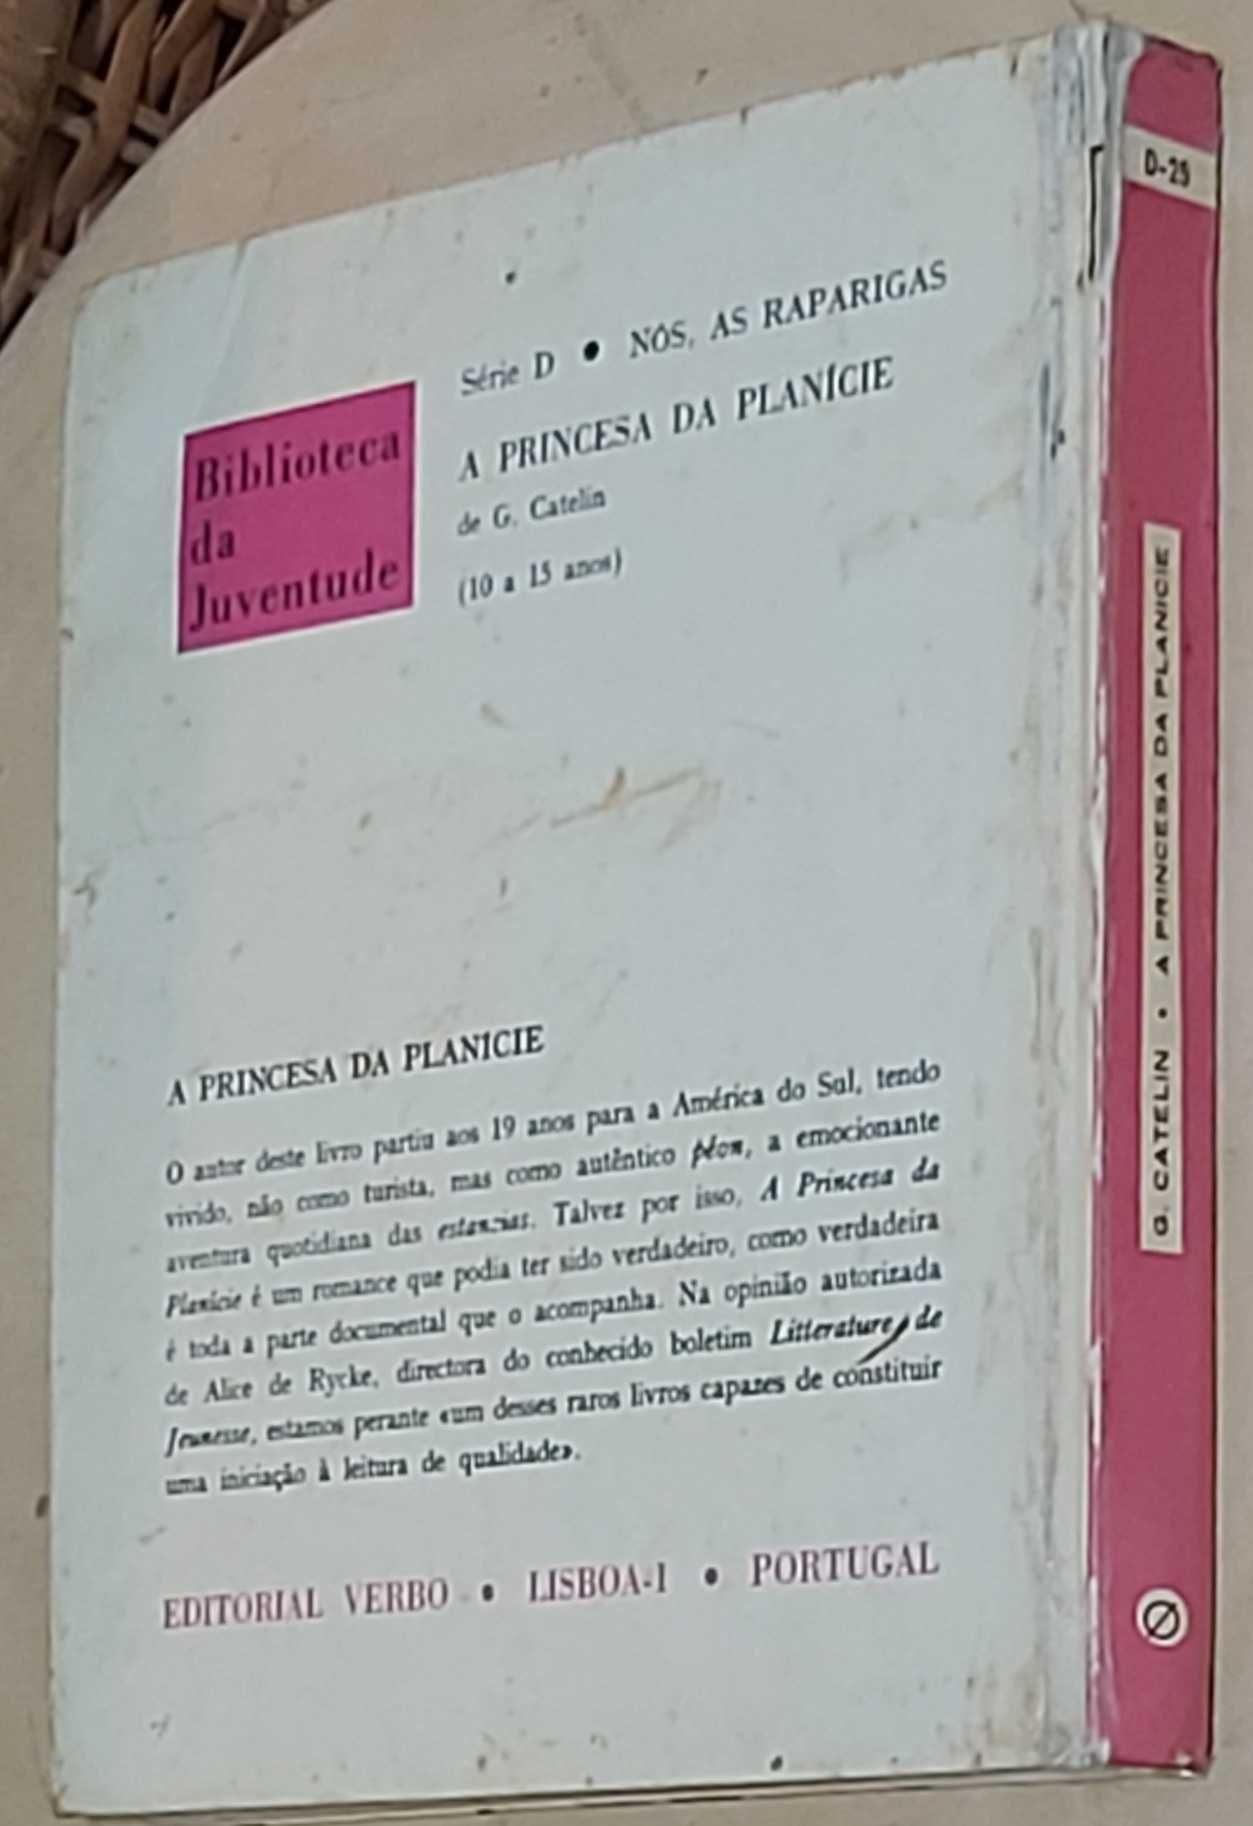 Biblioteca
da
Juventude
Série D • NÓS, AS RAPARIGAS
A PRINCESA DA PLANÍCIE
de G. Catelin
(10 a 15 anos)
A PRINCESA DA PLANÍCIE
O autor deste livro partiu aos 19 anos para a América do Sul, tendo
vivido, não como turista, mas como autêntico péon, a emocionante
aventura quotidiana das estancias. Talvez por isso, A Princesa da
Planície é um romance que podia ter sido verdadeiro, como verdadeira
é toda a parte documental que o acompanha. Na opinião autorizada
de Alice de Rycke, directora do conhecido boletim Litterature de
Jeunesse, estamos perante «um desses raros livros capazes de constituir
uma iniciação à leitura de qualidade».
EDITORIAL VERBO • LISBOA-1 • PORTUGAL
D-29
G. CATELIN • A PRINCESA DA PLANICIE